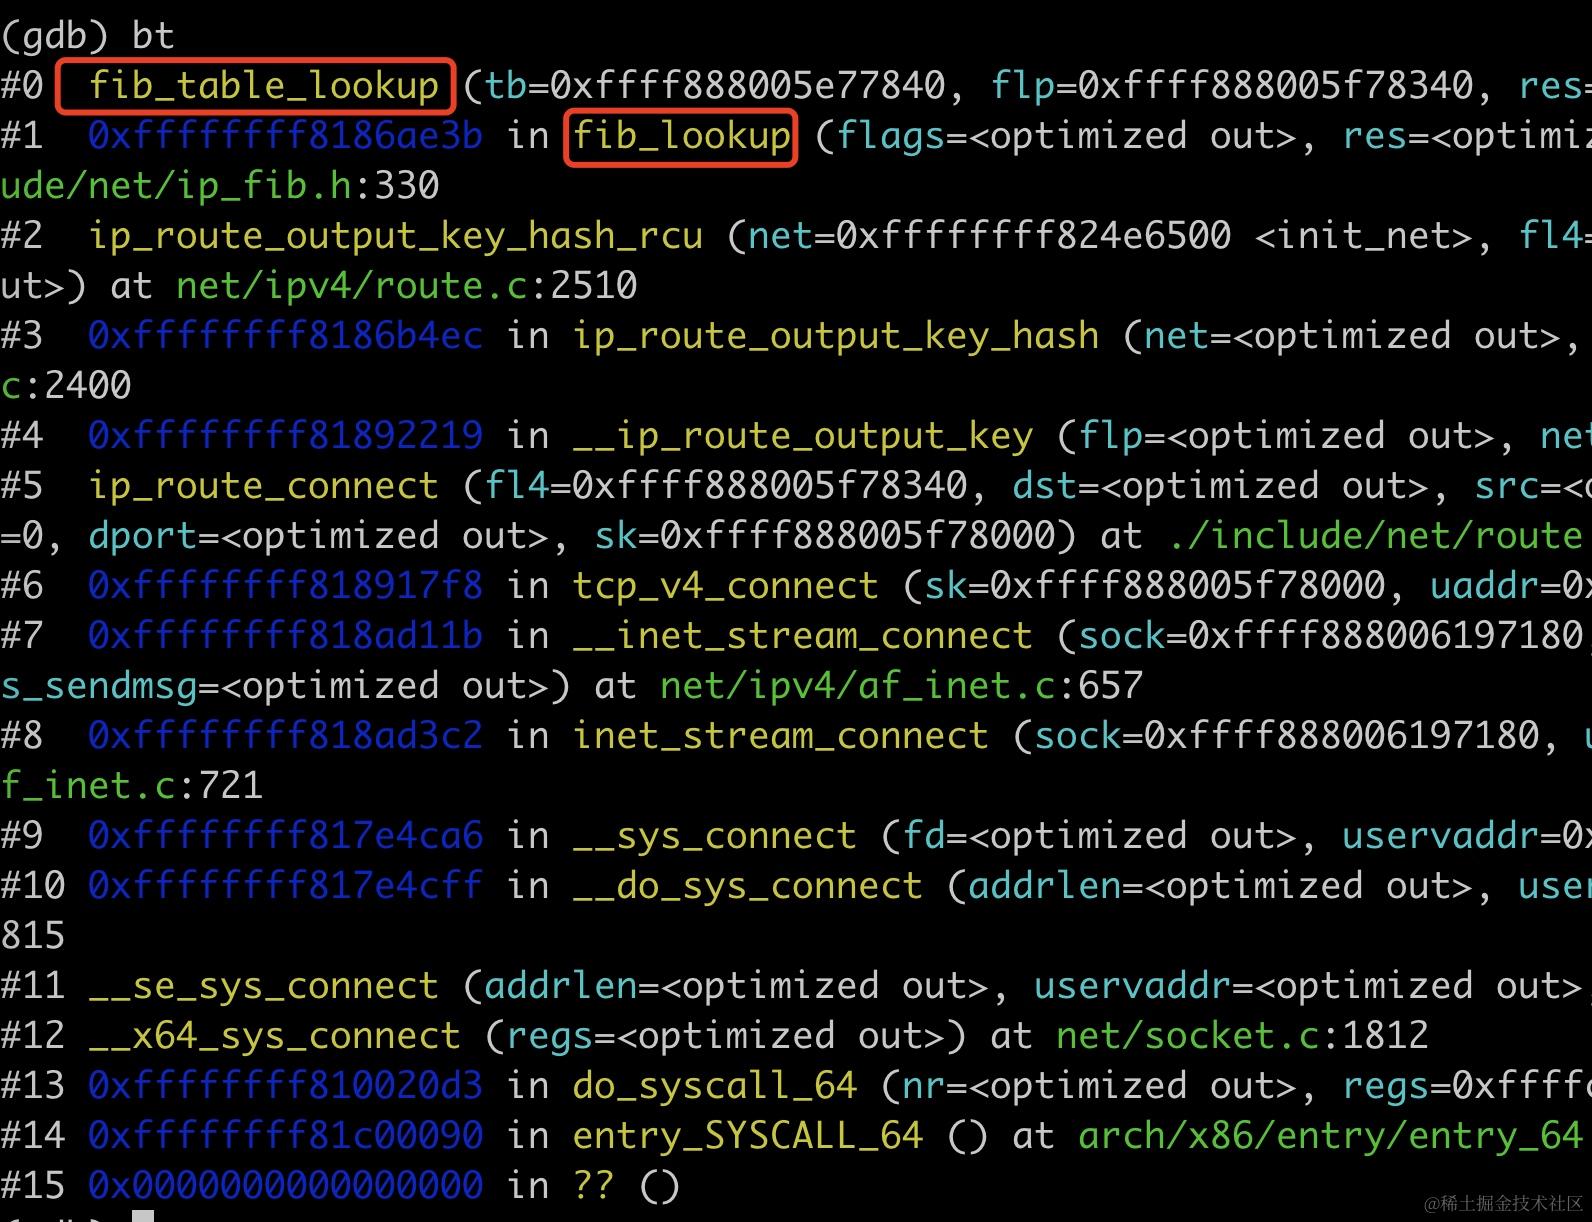 (gdb) bt
#0  fib_table_lookup (tb=0xffff888005e77840, flp=0xffff888005f78340, res=
#1  0xffffffff8186ae3b in fib_lookup (flags=<optimized out>, res=<optimiz
ude/net/ip_fib.h:330
#2  ip_route_output_key_hash_rcu (net=0xffffffff824e6500 <init_net>, fl4=
ut>) at net/ipv4/route.c:2510
#3  0xffffffff8186b4ec in ip_route_output_key_hash (net=<optimized out>,
c:2400
#4  0xffffffff81892219 in __ip_route_output_key (flp=<optimized out>, net
#5  ip_route_connect (fl4=0xffff888005f78340, dst=<optimized out>, src=<o
=0, dport=<optimized out>, sk=0xffff888005f78000) at ./include/net/route
#6  0xffffffff818917f8 in tcp_v4_connect (sk=0xffff888005f78000, uaddr=0x
#7  0xffffffff818ad11b in __inet_stream_connect (sock=0xffff888006197180,
s_sendmsg=<optimized out>) at net/ipv4/af_inet.c:657
#8  0xffffffff818ad3c2 in inet_stream_connect (sock=0xffff888006197180, u
f_inet.c:721
#9  0xffffffff817e4ca6 in __sys_connect (fd=<optimized out>, uservaddr=0x
#10 0xffffffff817e4cff in __do_sys_connect (addrlen=<optimized out>, user
815
#11 __se_sys_connect (addrlen=<optimized out>, uservaddr=<optimized out>,
#12 __x64_sys_connect (regs=<optimized out>) at net/socket.c:1812
#13 0xffffffff810020d3 in do_syscall_64 (nr=<optimized out>, regs=0xffffc
#14 0xffffffff81c00090 in entry_SYSCALL_64 () at arch/x86/entry/entry_64
#15 0x0000000000000000 in ?? ()
@稀土掘金技术社区